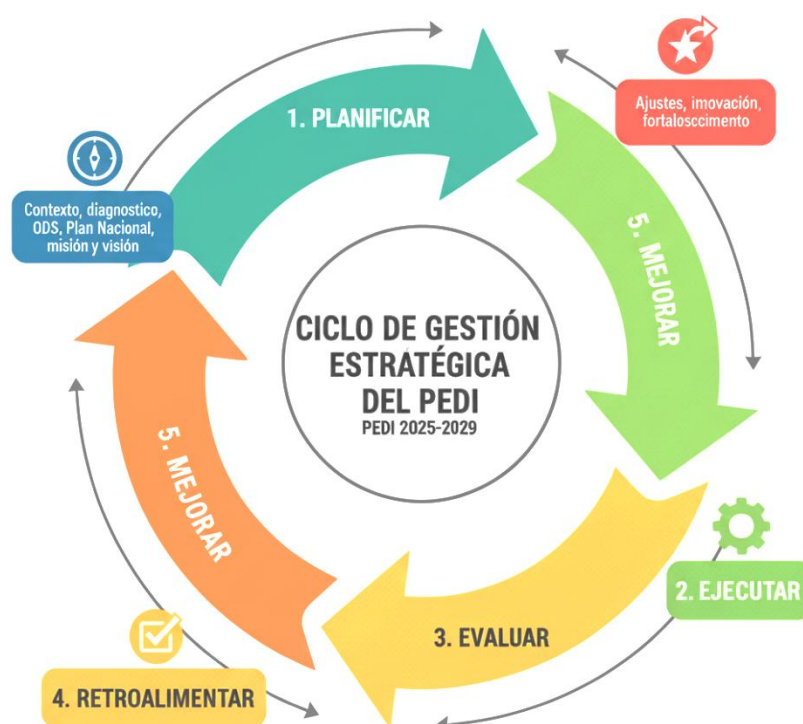 1. PLANIFICAR
Ajustes, imovación,
fortalosccimento
Contexto, diagnostico,
ODS, Plan Nacional,
misión y visión
5. MEJORAR
CICLO DE GESTIÓN
ESTRATÉGICA
DEL PEDI
PEDI 2025-2029
5. MEJORAR
2. EJECUTAR
3. EVALUAR
4. RETROALIMENTAR